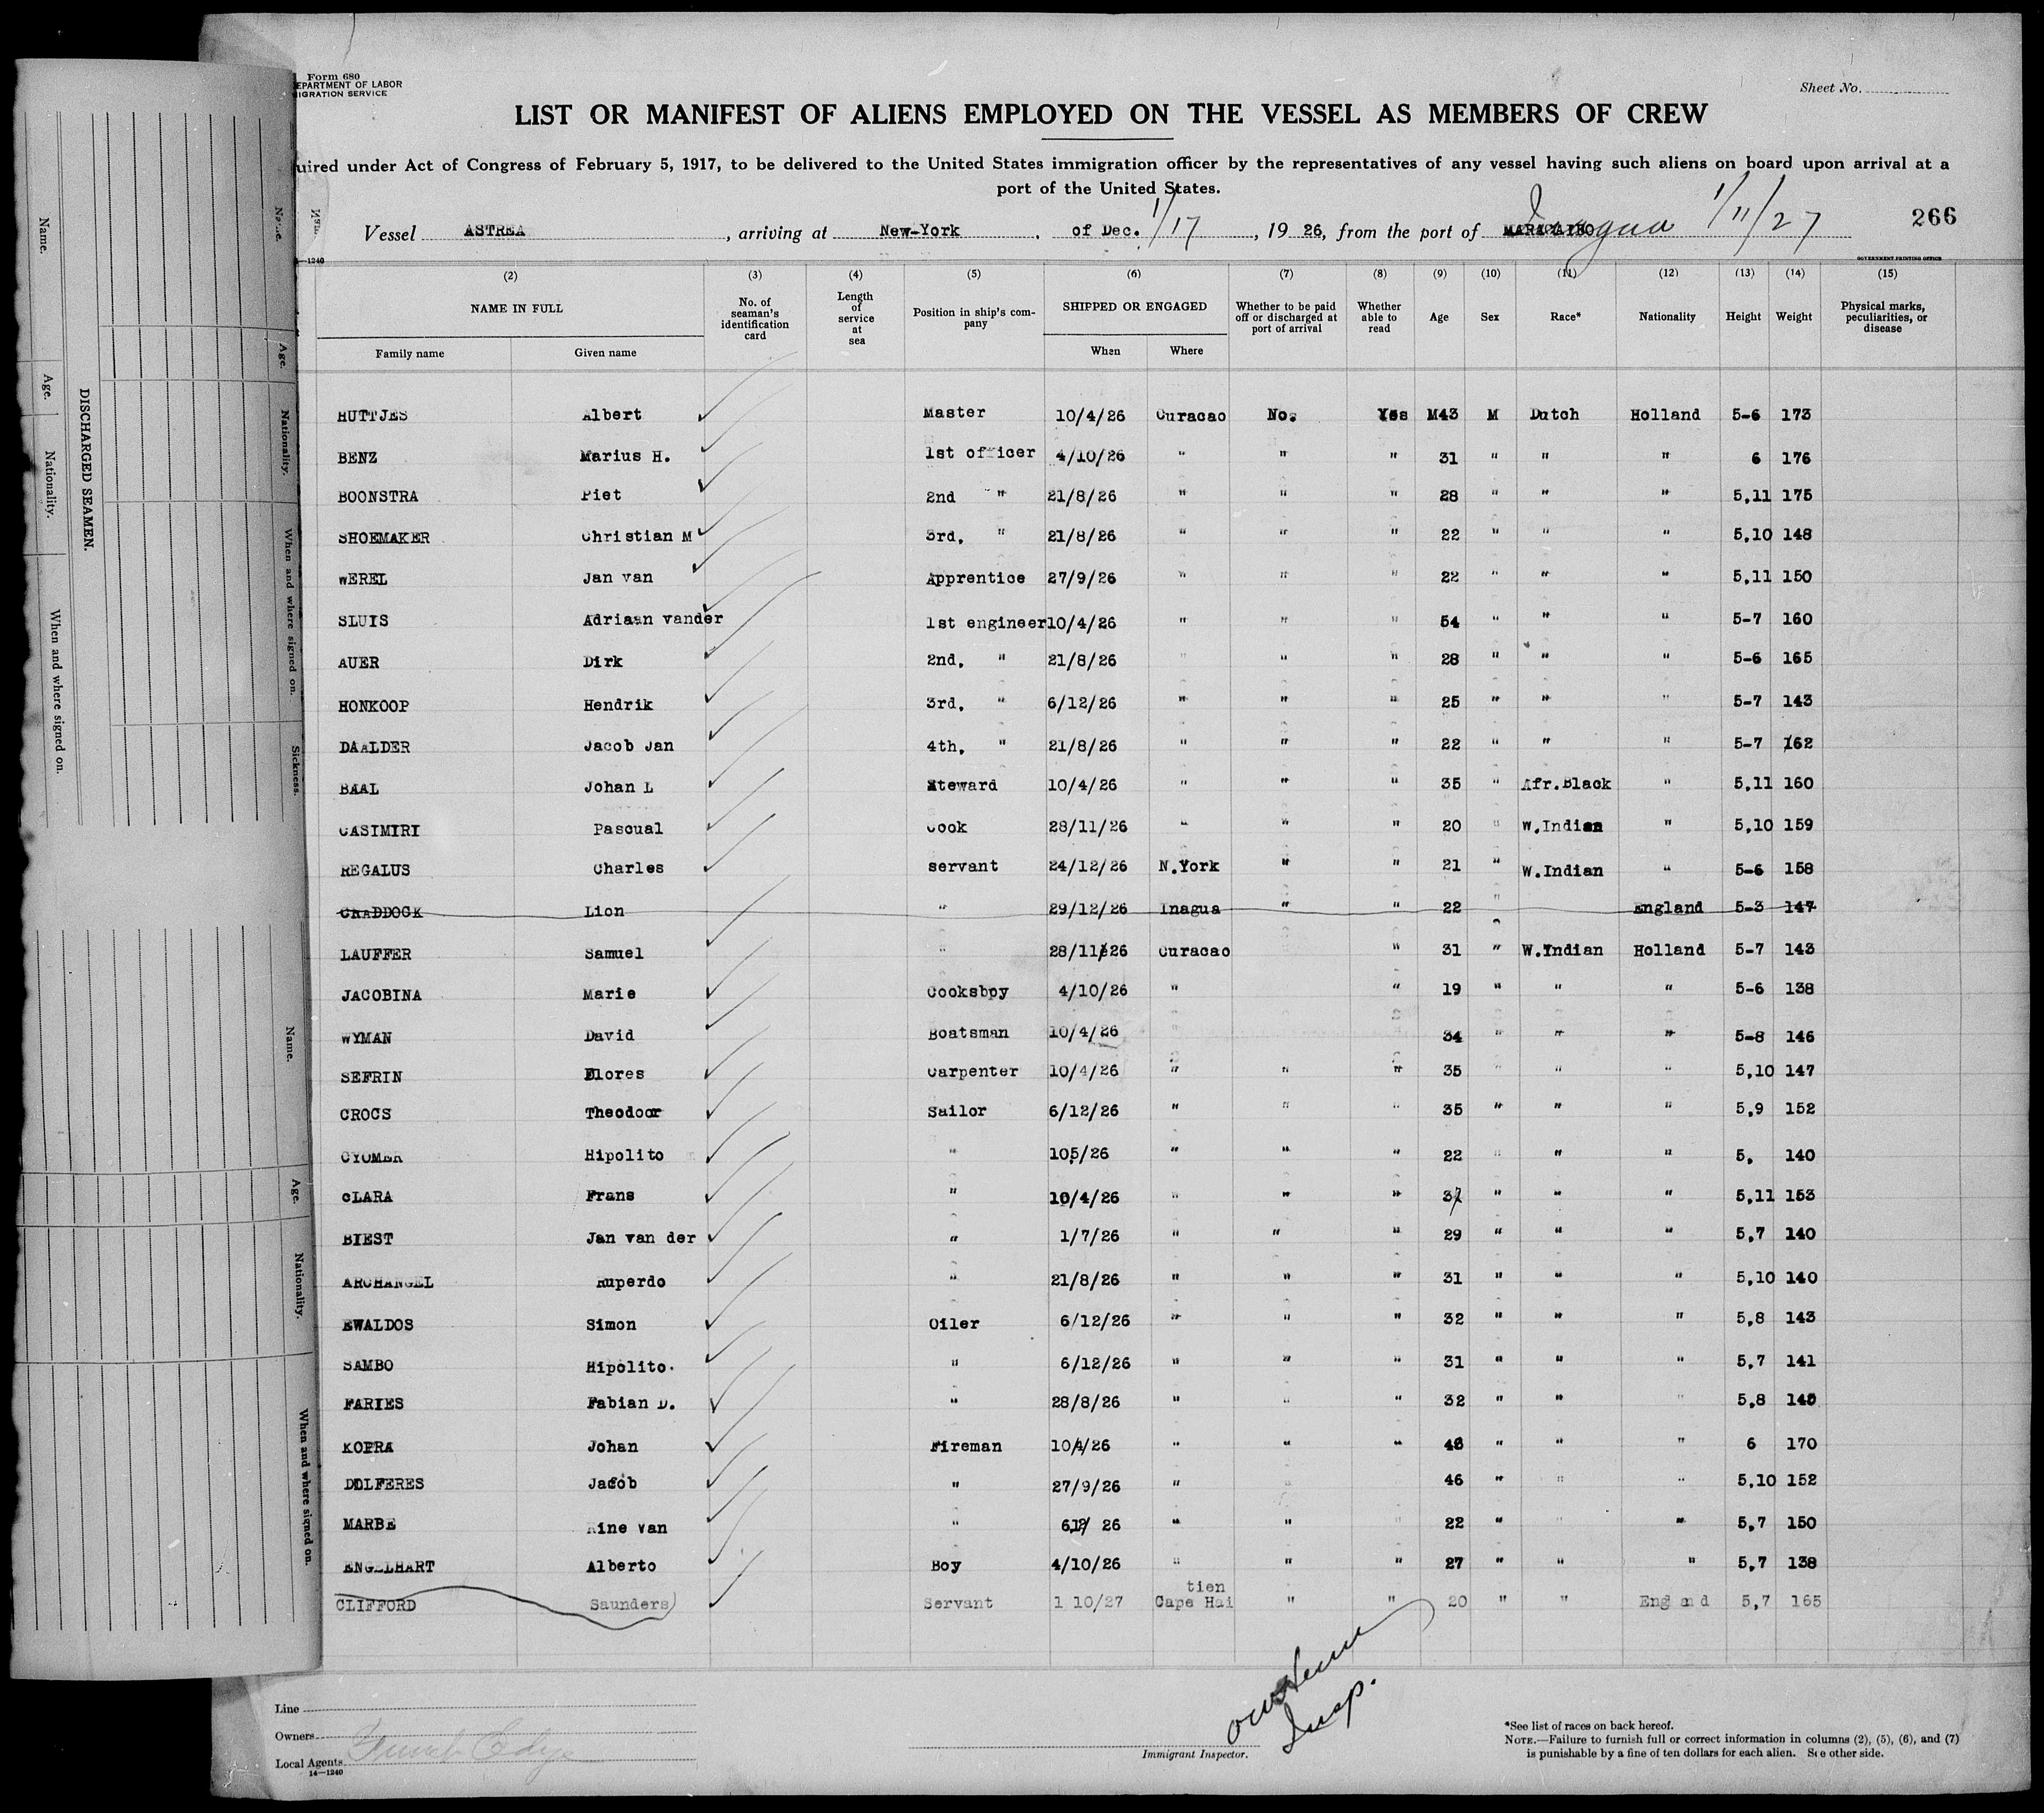 Form 680
EPARTMENT OF LABOR
IGRATION SERVICE
Sheet No.
LIST OR MANIFEST OF ALIENS EMPLOYED ON THE VESSEL AS MEMBERS OF CREW
uired under Act of Congress of February 5, 1917, to be delivered to the United States immigration officer by the representatives of any vessel having such aliens on board upon arrival at a
port of the United States.
Vessel ASTREA, arriving at New-York. of Dec. 1/17, 1926, from the port of MARACAIBO Inagua 1/11/27
266
GOVERNMENT PRINTING OFFICE
(2) (3) (4) (5) (6) (7) (8) (9) (10) (11) (12) (13) (14) (15)
NAME IN FULL No. of seaman's identification card Length of service at sea Position in ship's company SHIPPED OR ENGAGED Whether to be paid off or discharged at port of arrival Whether able to read Age Sex Race* Nationality Height Weight Physical marks, peculiarities, or disease
Family name Given name When Where
HUTTJES Albert Master 10/4/26 Curacao No. Yes M43 M Dutch Holland 5-6 173
BENZ Marius H. 1st officer 4/10/26 " " " 31 " " " 6 176
BOONSTRA Piet 2nd " 21/8/26 " " " 28 " " " 5,11 175
SHOEMAKER Christian M 3rd, " 21/8/26 " " " 22 " " " 5,10 148
wEREL Jan van Apprentice 27/9/26 " " " 22 " " " 5,11 150
SLUIS Adriaan vander 1st engineer 10/4/26 " " " 54 " " " 5-7 160
AUER Dirk 2nd, " 21/8/26 " " " 28 " " " 5-6 165
HONKOOP Hendrik 3rd, " 6/12/26 " " " 25 " " " 5-7 143
DAALDER Jacob Jan 4th, " 21/8/26 " " " 22 " " " 5-7 162
BAAL Johan L Steward 10/4/26 " " " 35 " Afr.Black " 5,11 160
CASIMIRI Pascual Cook 28/11/26 " " " 20 " W.Indian " 5,10 159
REGALUS Charles servant 24/12/26 N.York " " 21 " W.Indian " 5-6 158
CRADDOCK Lion " 29/12/26 Inagua " " 22 " England 5-3 147
LAUFFER Samuel " 28/11/26 Curacao " 31 " W.Indian Holland 5-7 143
JACOBINA Marie Cooksboy 4/10/26 " " 19 " " " 5-6 138
WYMAN David Boatsman 10/4/26 34 " " " 5-8 146
SEFRIN Flores Carpenter 10/4/26 " " " 35 " " " 5,10 147
CROCS Theodoor Sailor 6/12/26 " " " 35 " " " 5,9 152
CYOMER Hipolito " 105/26 " " " 22 " " " 5, 140
CLARA Frans " 10/4/26 " " " 31 " " " 5,11 153
BIEST Jan van der " 1/7/26 " " " 29 " " " 5,7 140
ARCHANGEL Ruperdo " 21/8/26 " " " 31 " " " 5,10 140
EWALDOS Simon Oiler 6/12/26 " " " 32 " " " 5,8 143
SAMBO Hipolito. " 6/12/26 " " " 31 " " " 5,7 141
FARIES Fabian D. " 28/8/26 " " " 32 " " " 5,8
KOPRA Johan Fireman 10/4/26 " " " " " " 6 170
DOLFERES Jacob " 27/9/26 " 46 " " " 5,10 152
MARBE Rine van " 612/ 26 " " " 22 " " " 5,7 150
ENGELHART Alberto Boy 4/10/26 " " " 27 " " " 5,7 138
CLIFFORD Saunders Servant 1 10/27 Cape Hai tien " " 20 " " England 5,7 165
Line
Owners
Local Agents
14—1240
Immigrant Inspector.
Insp.
*See list of races on back hereof.
NOTE.—Failure to furnish full or correct information in columns (2), (5), (6), and (7)
is punishable by a fine of ten dollars for each alien. See other side.
DISCHARGED SEAMEN.
Name.
Age.
Nationality.
When and where signed on.
Name.
Age.
Nationality.
When and where signed on.
Sickness.
Name.
Age.
Nationality.
When and where signed on.